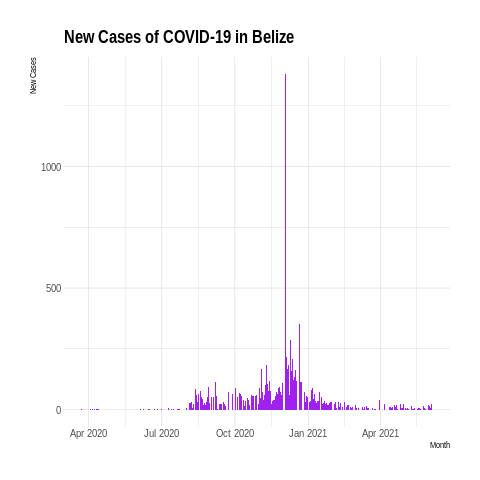 New Cases of COVID-19 in Belize
New Cases
1000
500
0
Apr 2020 Jul 2020 Oct 2020 Jan 2021 Apr 2021
Month